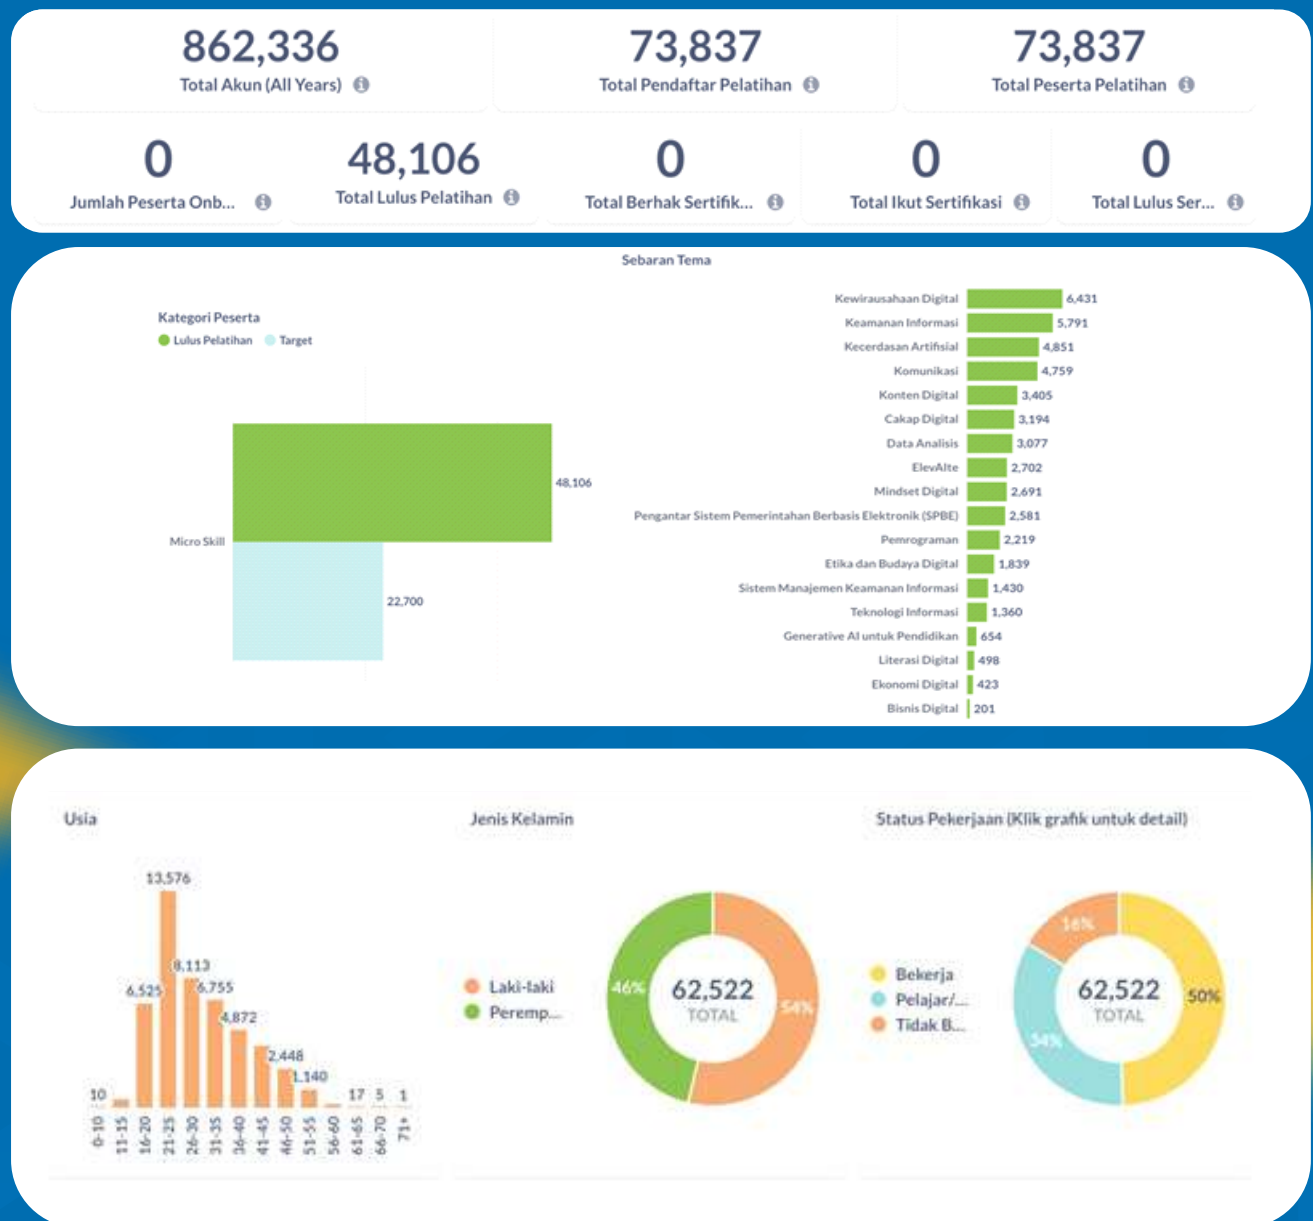 862,336
Total Akun (All Years)
73,837
Total Pendaftar Pelatihan
73,837
Total Peserta Pelatihan
0
Jumlah Peserta Onb...
48,106
Total Lulus Pelatihan
0
Total Berhak Sertifik...
0
Total Ikut Sertifikasi
0
Total Lulus Ser...
Sebaran Tema
Kategori Peserta
Lulus Pelatihan
Target
Micro Skill
48,106
22,700
Kewirausahaan Digital 6,431
Keamanan Informasi 5,791
Kecerdasan Artifisial 4,851
Komunikasi 4,759
Konten Digital 3,405
Cakap Digital 3,194
Data Analisis 3,077
ElevAIte 2,702
Mindset Digital 2,691
Pengantar Sistem Pemerintahan Berbasis Elektronik (SPBE) 2,581
Pemrograman 2,219
Etika dan Budaya Digital 1,839
Sistem Manajemen Keamanan Informasi 1,430
Teknologi Informasi 1,360
Generative AI untuk Pendidikan 654
Literasi Digital 498
Ekonomi Digital 423
Bisnis Digital 201
Usia
13,576
8,113
6,525
6,755
4,872
2,448
1,140
10
17
5
1
0-10
11-15
16-20
21-25
26-30
31-35
36-40
41-45
46-50
51-55
56-60
61-65
66-70
71+
Jenis Kelamin
Laki-laki
Peremp...
46%
62,522
TOTAL
54%
Status Pekerjaan (Klik grafik untuk detail)
Bekerja
Pelajar/...
Tidak B...
16%
62,522
TOTAL
50%
34%